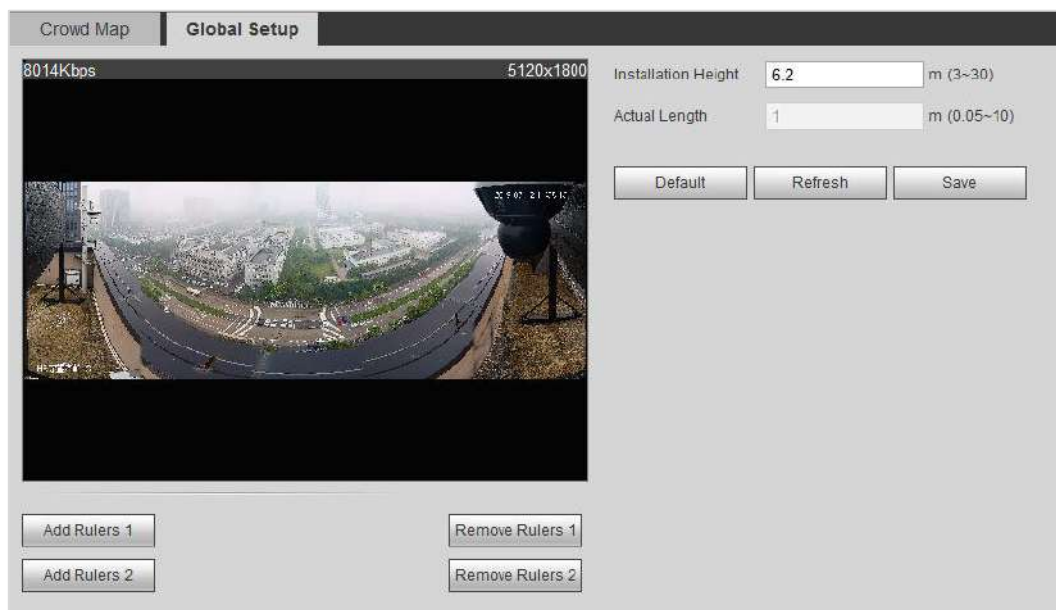 Crowd Map Global Setup
8014Kbps 5120x1800
Installation Height 6.2 m (3~30)
Actual Length 1 m (0.05~10)
Default Refresh Save
Add Rulers 1 Remove Rulers 1
Add Rulers 2 Remove Rulers 2